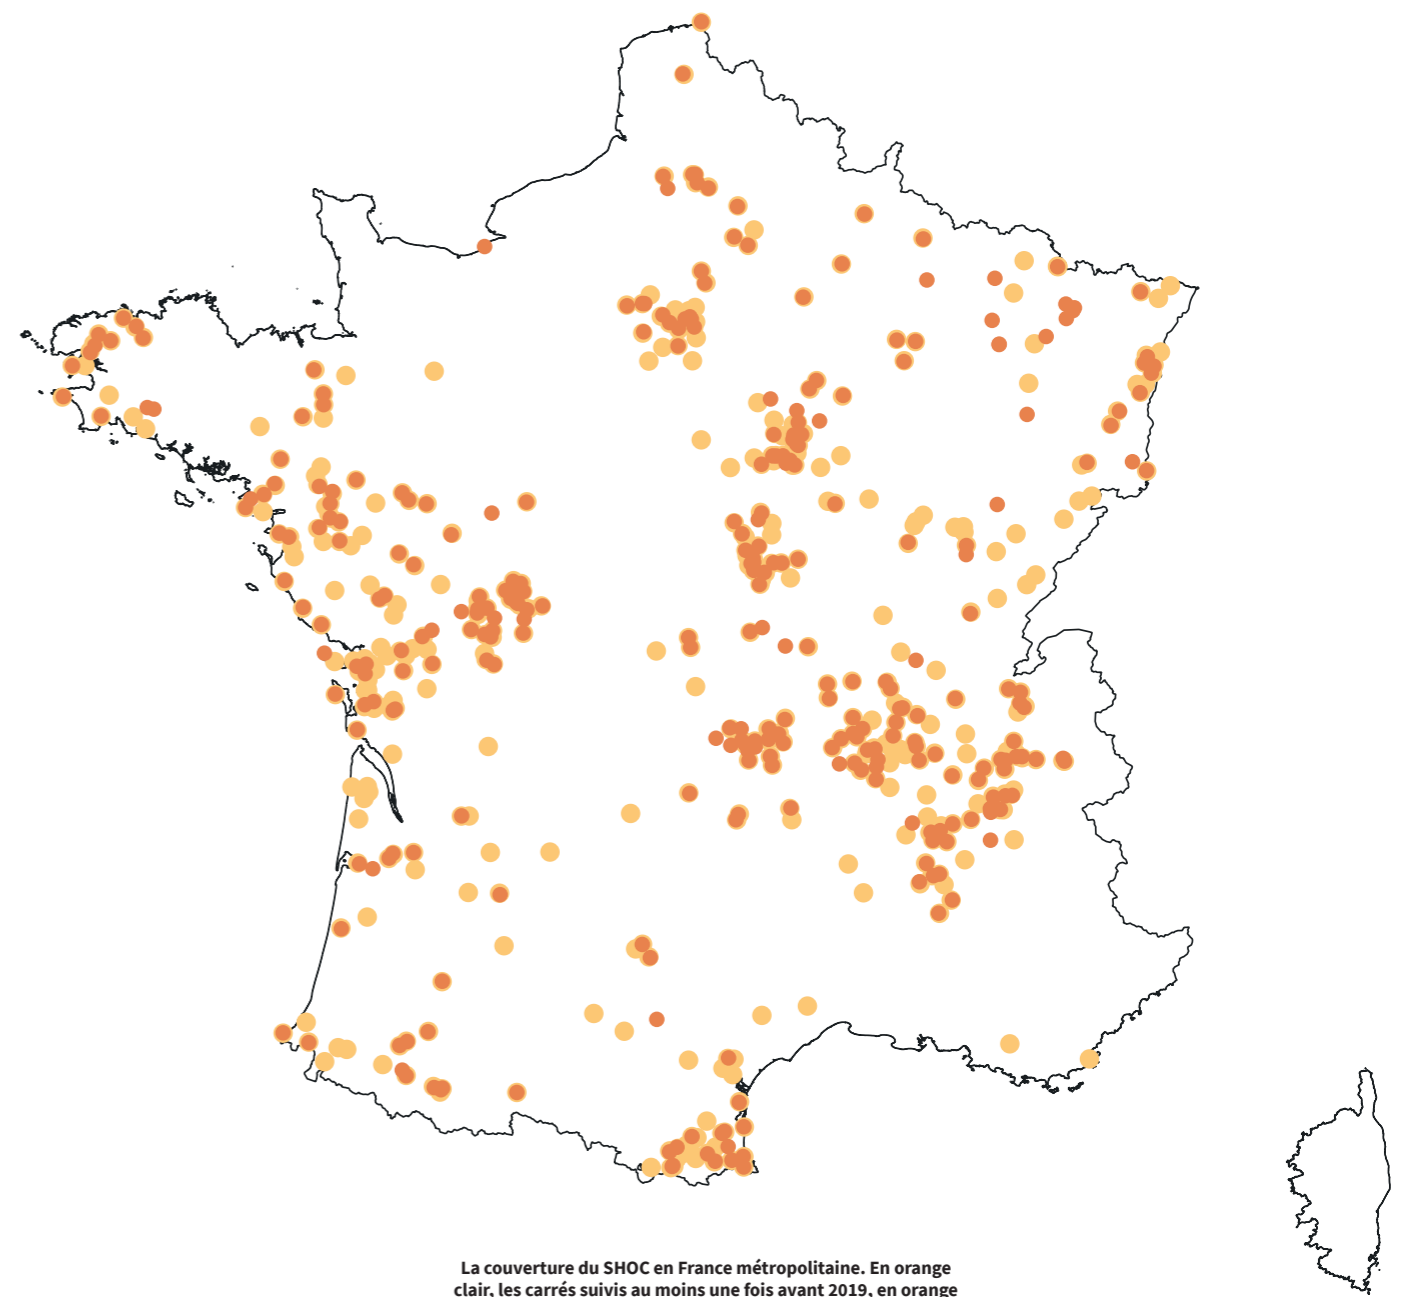 La couverture du SHOC en France métropolitaine. En orange
clair, les carrés suivis au moins une fois avant 2019, en orange